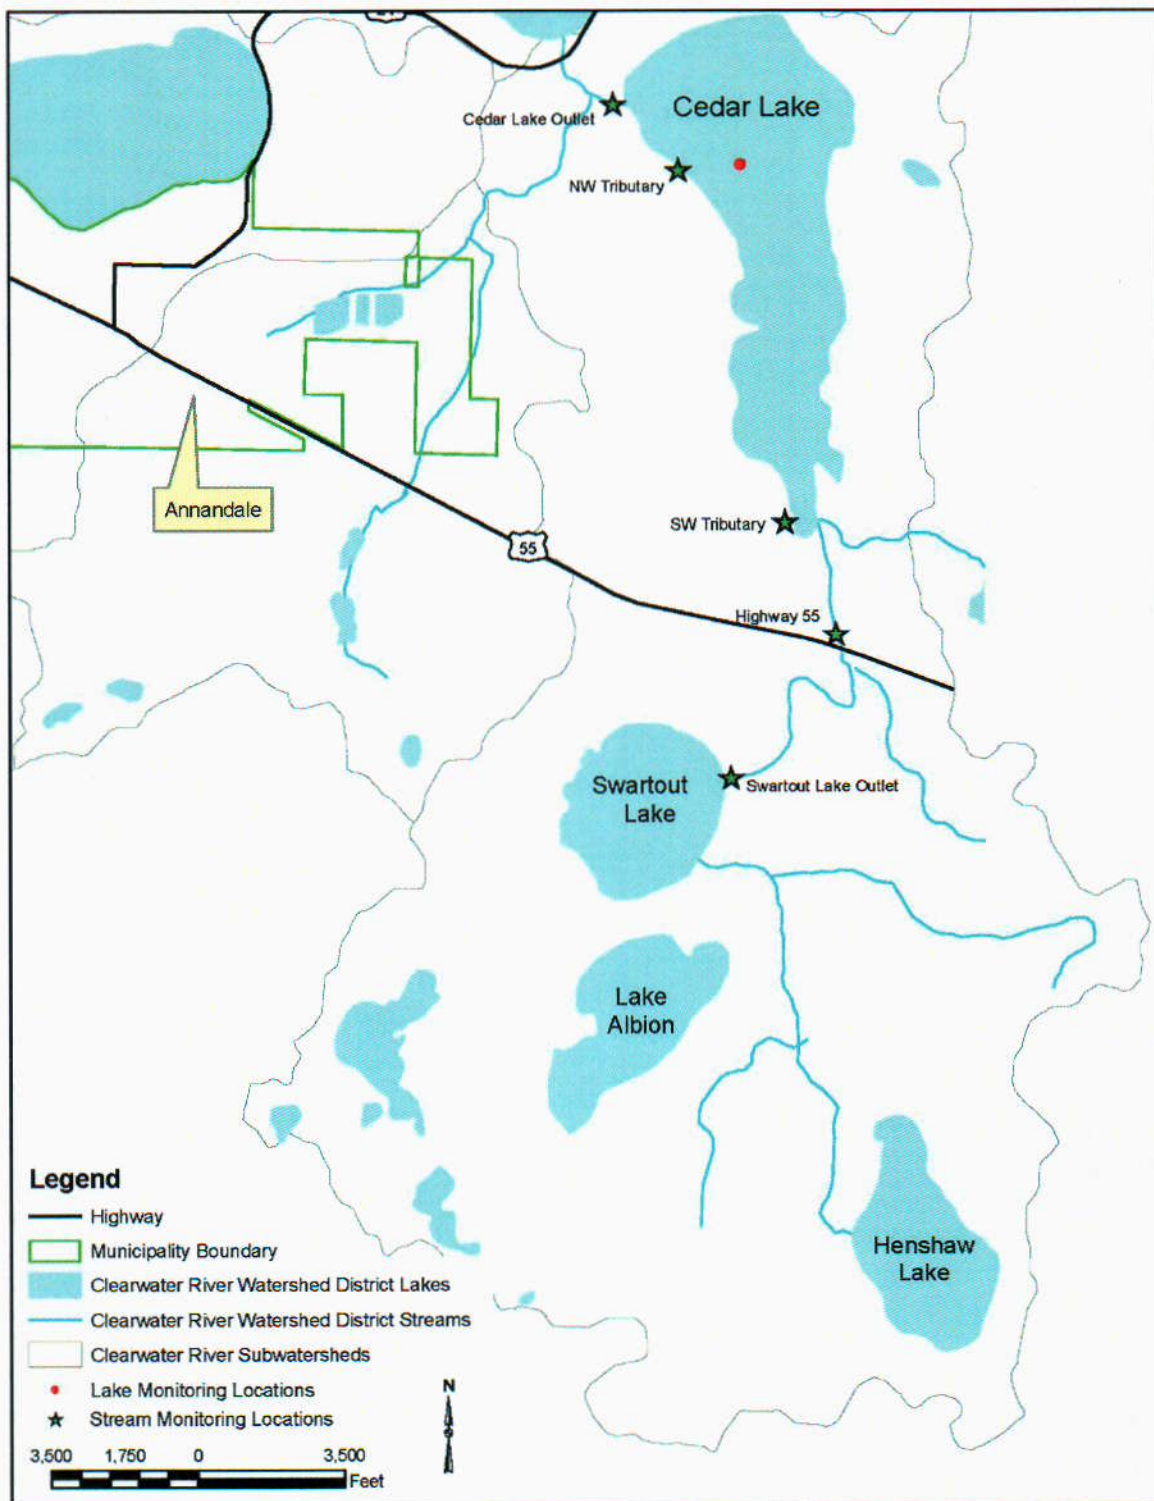 Cedar Lake
Cedar Lake Outlet
NW Tributary
Annandale
SW Tributary
55
Highway 55
Swartout
Lake
Swartout Lake Outlet
Lake
Albion
Henshaw
Lake
Legend
Highway
Municipality Boundary
Clearwater River Watershed District Lakes
Clearwater River Watershed District Streams
Clearwater River Subwatersheds
Lake Monitoring Locations
Stream Monitoring Locations
N
3,500 1,750 0 3,500
Feet